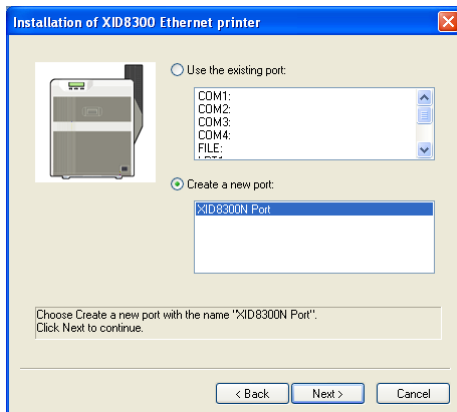 Installation of XID8300 Ethernet printer
Use the existing port:
COM1:
COM2:
COM3:
COM4:
FILE:
Create a new port:
XID8300N Port
Choose Create a new port with the name "XID8300N Port".
Click Next to continue.
< Back
Next >
Cancel